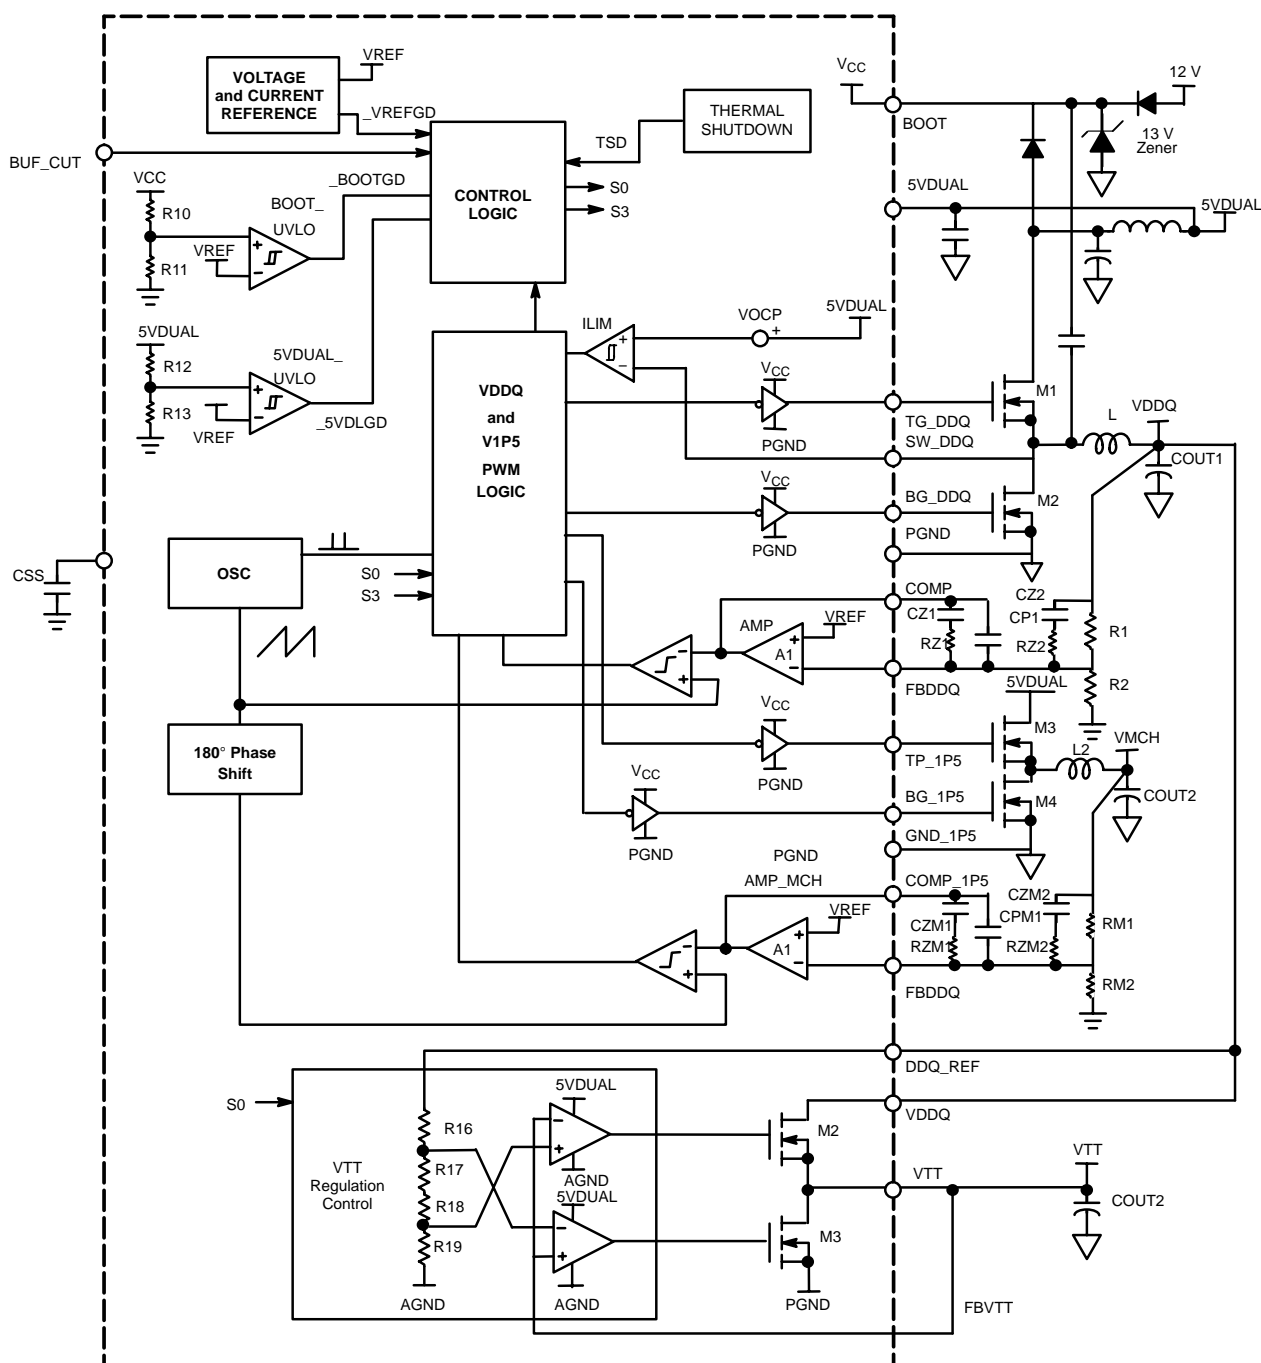 VOLTAGE
and CURRENT
REFERENCE
VREF
_VREFGD
BUF_CUT
THERMAL
SHUTDOWN
TSD
CONTROL
LOGIC
S0
S3
_BOOTGD
BOOT_
UVLO
VCC
R10
R11
VREF
+
−
5VDUAL
R12
R13
VREF
5VDUAL_
UVLO
+
−
_5VDLGD
VCC
BOOT
12 V
13 V
Zener
5VDUAL
5VDUAL
ILIM
+
−
VOCP
+
5VDUAL
VDDQ
and
V1P5
PWM
LOGIC
VCC
PGND
TG_DDQ
SW_DDQ
M1
L
VDDQ
COUT1
VCC
PGND
BG_DDQ
PGND
M2
CSS
OSC
S0
S3
COMP
CZ1
RZ1
CZ2
CP1
RZ2
R1
R2
AMP
A1
+
−
VREF
−
+
FBDDQ
5VDUAL
180° Phase
Shift
VCC
PGND
TP_1P5
M3
L2
VMCH
COUT2
VCC
PGND
BG_1P5
GND_1P5
M4
PGND
AMP_MCH
COMP_1P5
CZM1
RZM1
CZM2
CPM1
RZM2
RM1
RM2
VREF
A1
+
−
−
+
FBDDQ
DDQ_REF
VDDQ
S0
VTT
Regulation
Control
R16
R17
R18
R19
AGND
5VDUAL
−
+
AGND
5VDUAL
−
+
AGND
M2
M3
PGND
VTT
VTT
COUT2
FBVTT